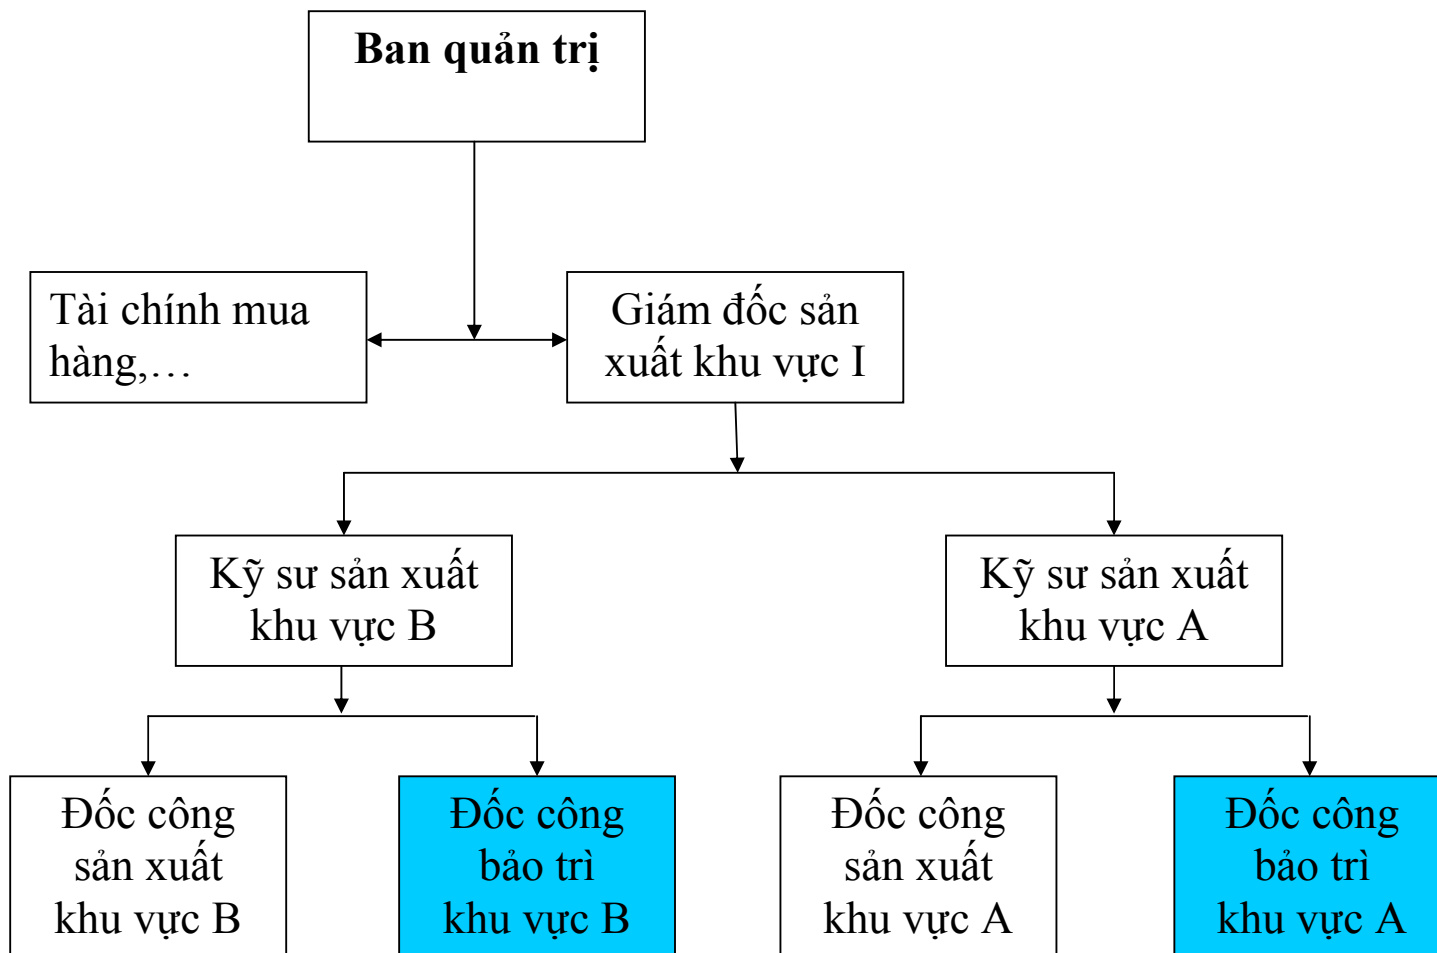 Ban quản trị
Tài chính mua
hàng,…
Giám đốc sản
xuất khu vực I
Kỹ sư sản xuất
khu vực B
Kỹ sư sản xuất
khu vực A
Đốc công
sản xuất
khu vực B
Đốc công
bảo trì
khu vực B
Đốc công
sản xuất
khu vực A
Đốc công
bảo trì
khu vực A